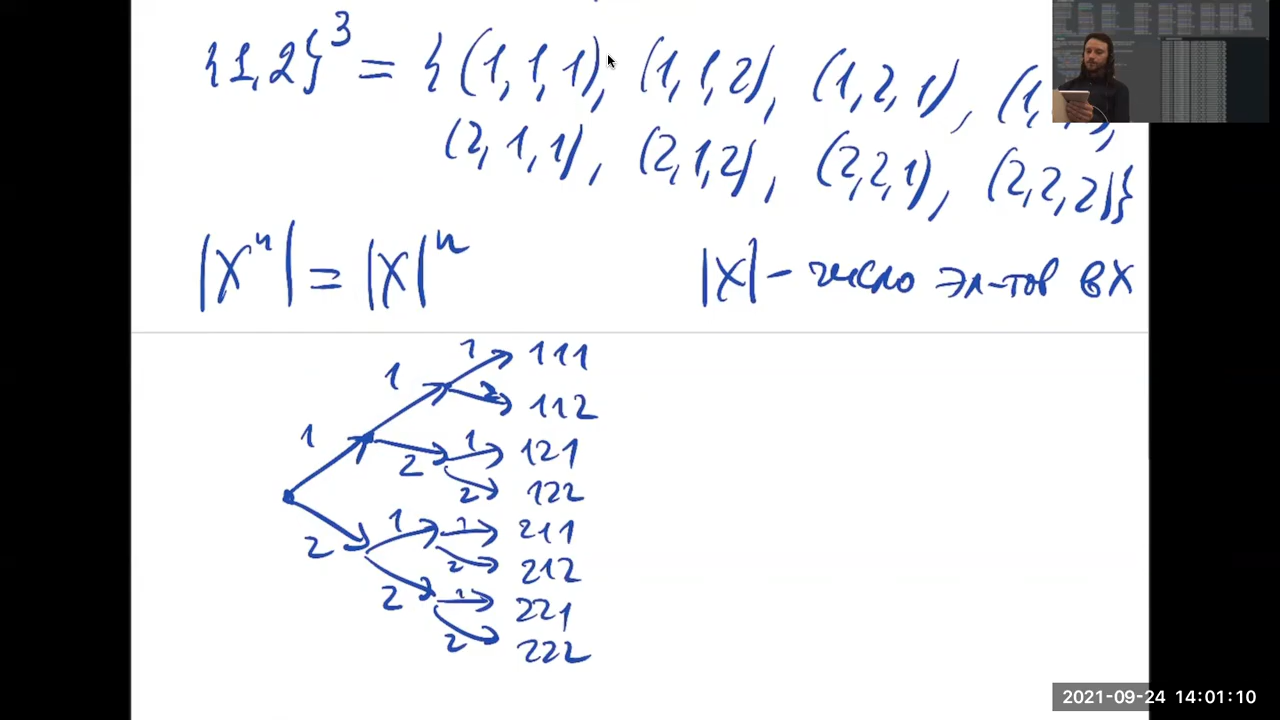 {1,2}³ = {(1,1,1), (1,1,2), (1,2,1), (1,
(2,1,1), (2,1,2), (2,2,1), (2,2,2)}
|Xⁿ| = |X|ⁿ |X| - число эл-тов в X
1 111
1 2 112
1 1 121
2 2 122
1 1 211
2 2 212
2 1 221
2 222
2021-09-24 14:01:10